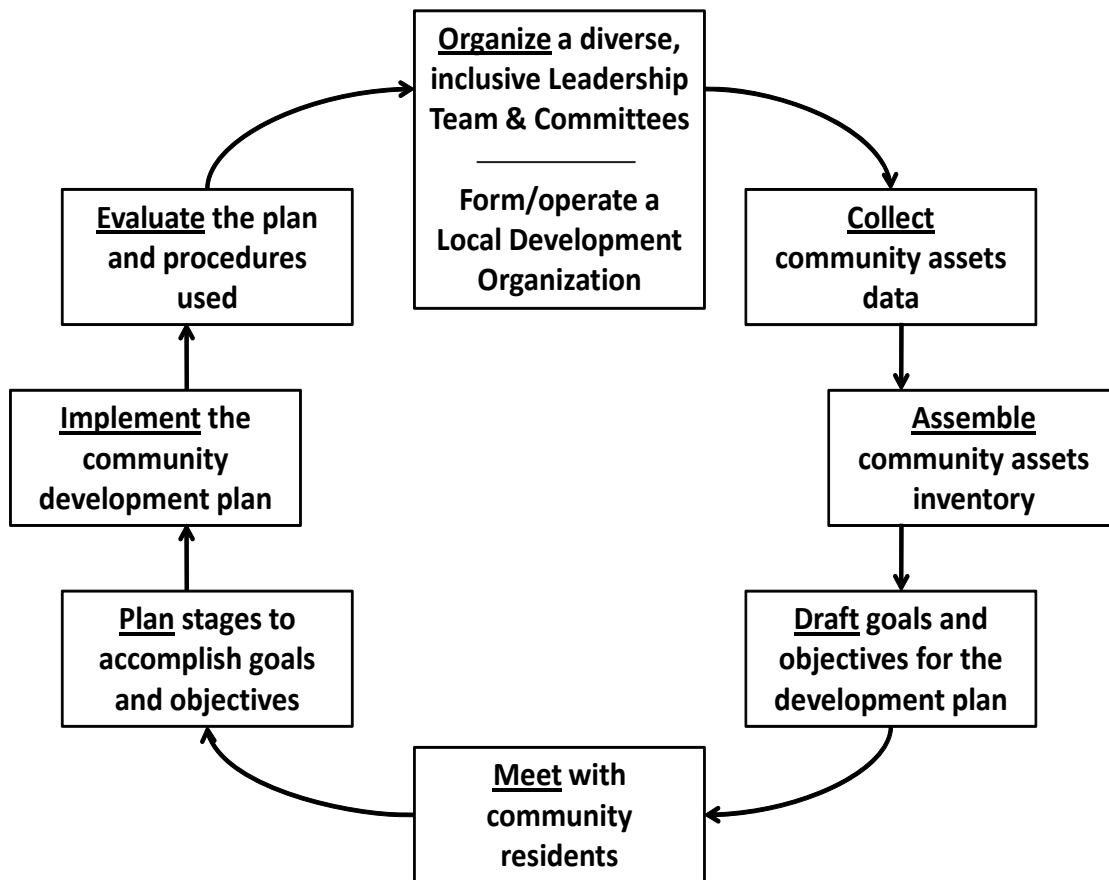 Organize a diverse,
inclusive Leadership
Team & Committees
Form/operate a
Local Development
Organization
Collect
community assets
data
Assemble
community assets
inventory
Draft goals and
objectives for the
development plan
Meet with
community
residents
Plan stages to
accomplish goals
and objectives
Implement the
community
development plan
Evaluate the plan
and procedures
used